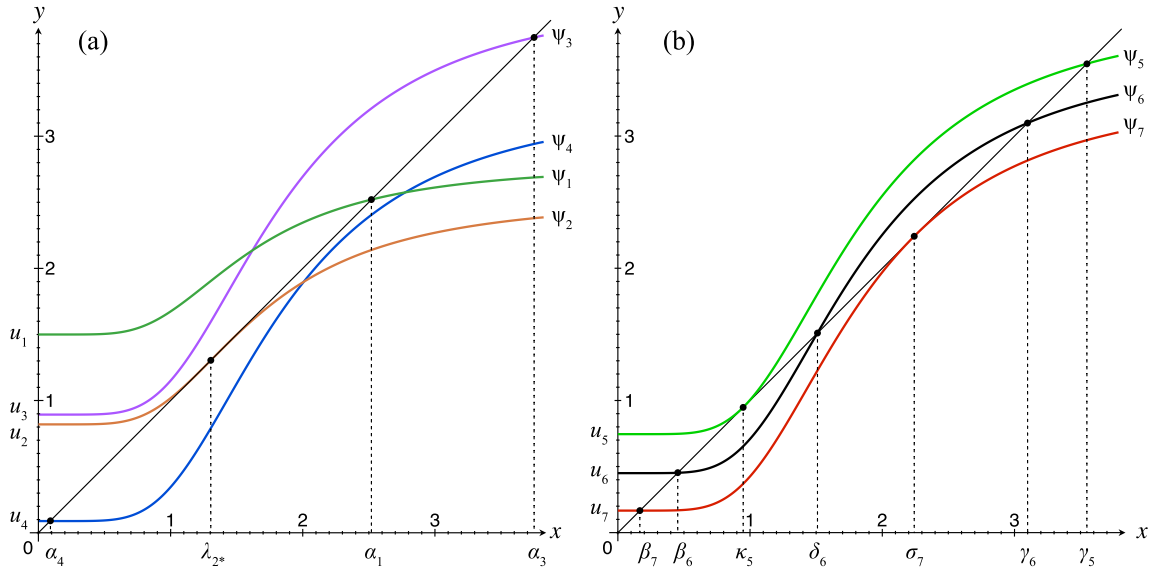 y
(a)
ψ₃
3
ψ₄
ψ₁
ψ₂
2
u₁
1
u₃
u₂
u₄
1 2 3 x
0
α₄ λ₂* α₁ α₃
y
(b)
ψ₅
ψ₆
ψ₇
3
2
1
u₅
u₆
u₇
1 2 3 x
0
β₇ β₆ κ₅ δ₆ σ₇ γ₆ γ₅